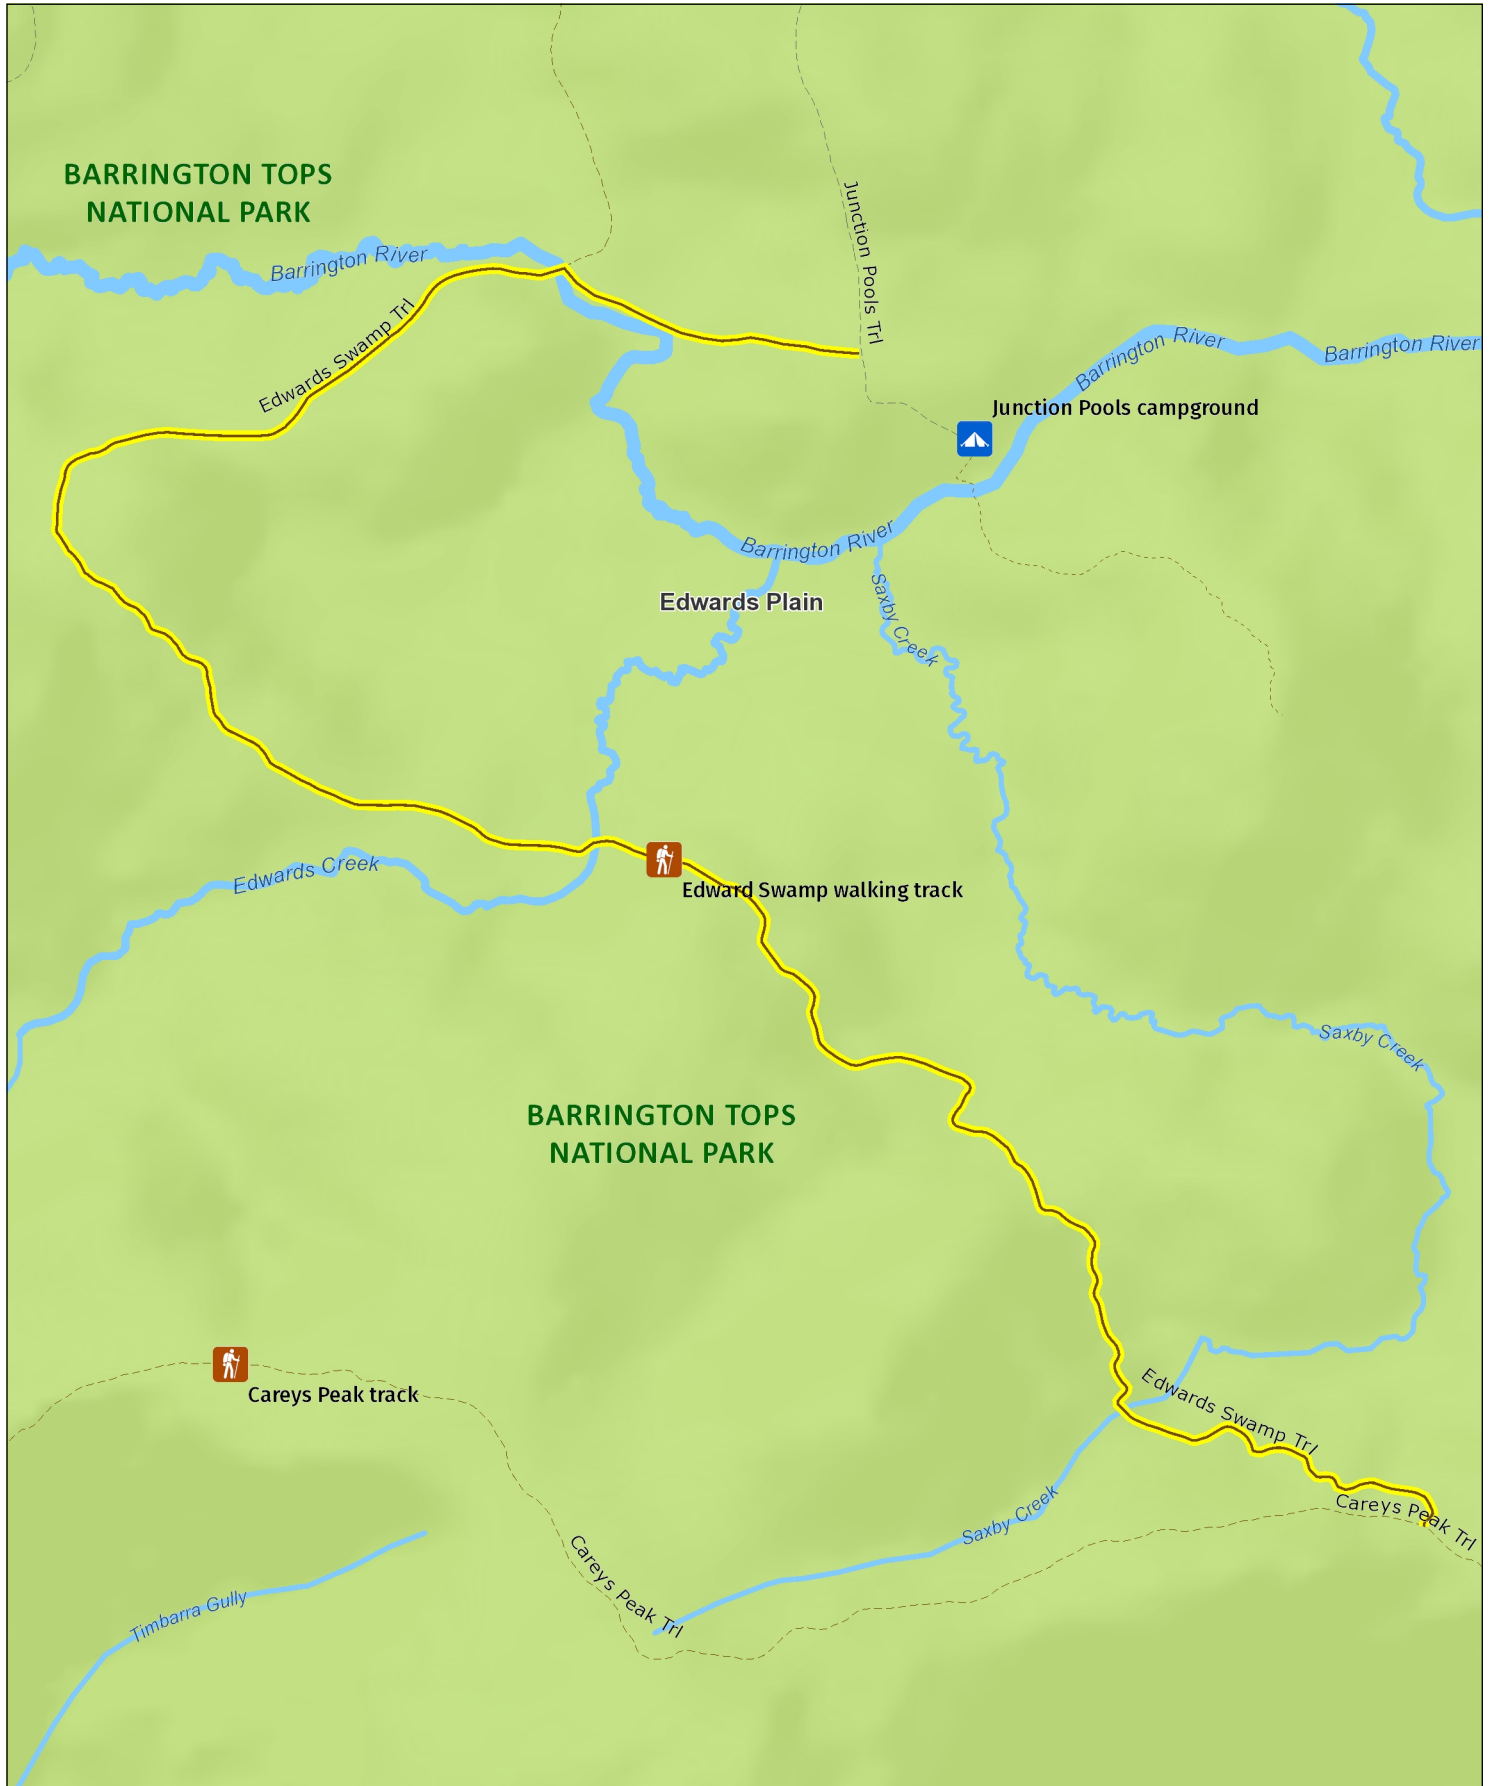 BARRINGTON TOPS
NATIONAL PARK
Junction Pools Trl
Barrington River
Edwards Swamp Trl
Barrington River
Barrington River
Junction Pools campground
Barrington River
Saxby Creek
Edwards Plain
Edwards Creek
Edward Swamp walking track
Saxby Creek
BARRINGTON TOPS
NATIONAL PARK
Careys Peak track
Edwards Swamp Trl
Careys Peak Trl
Saxby Creek
Careys Peak Trl
Timbarra Gully